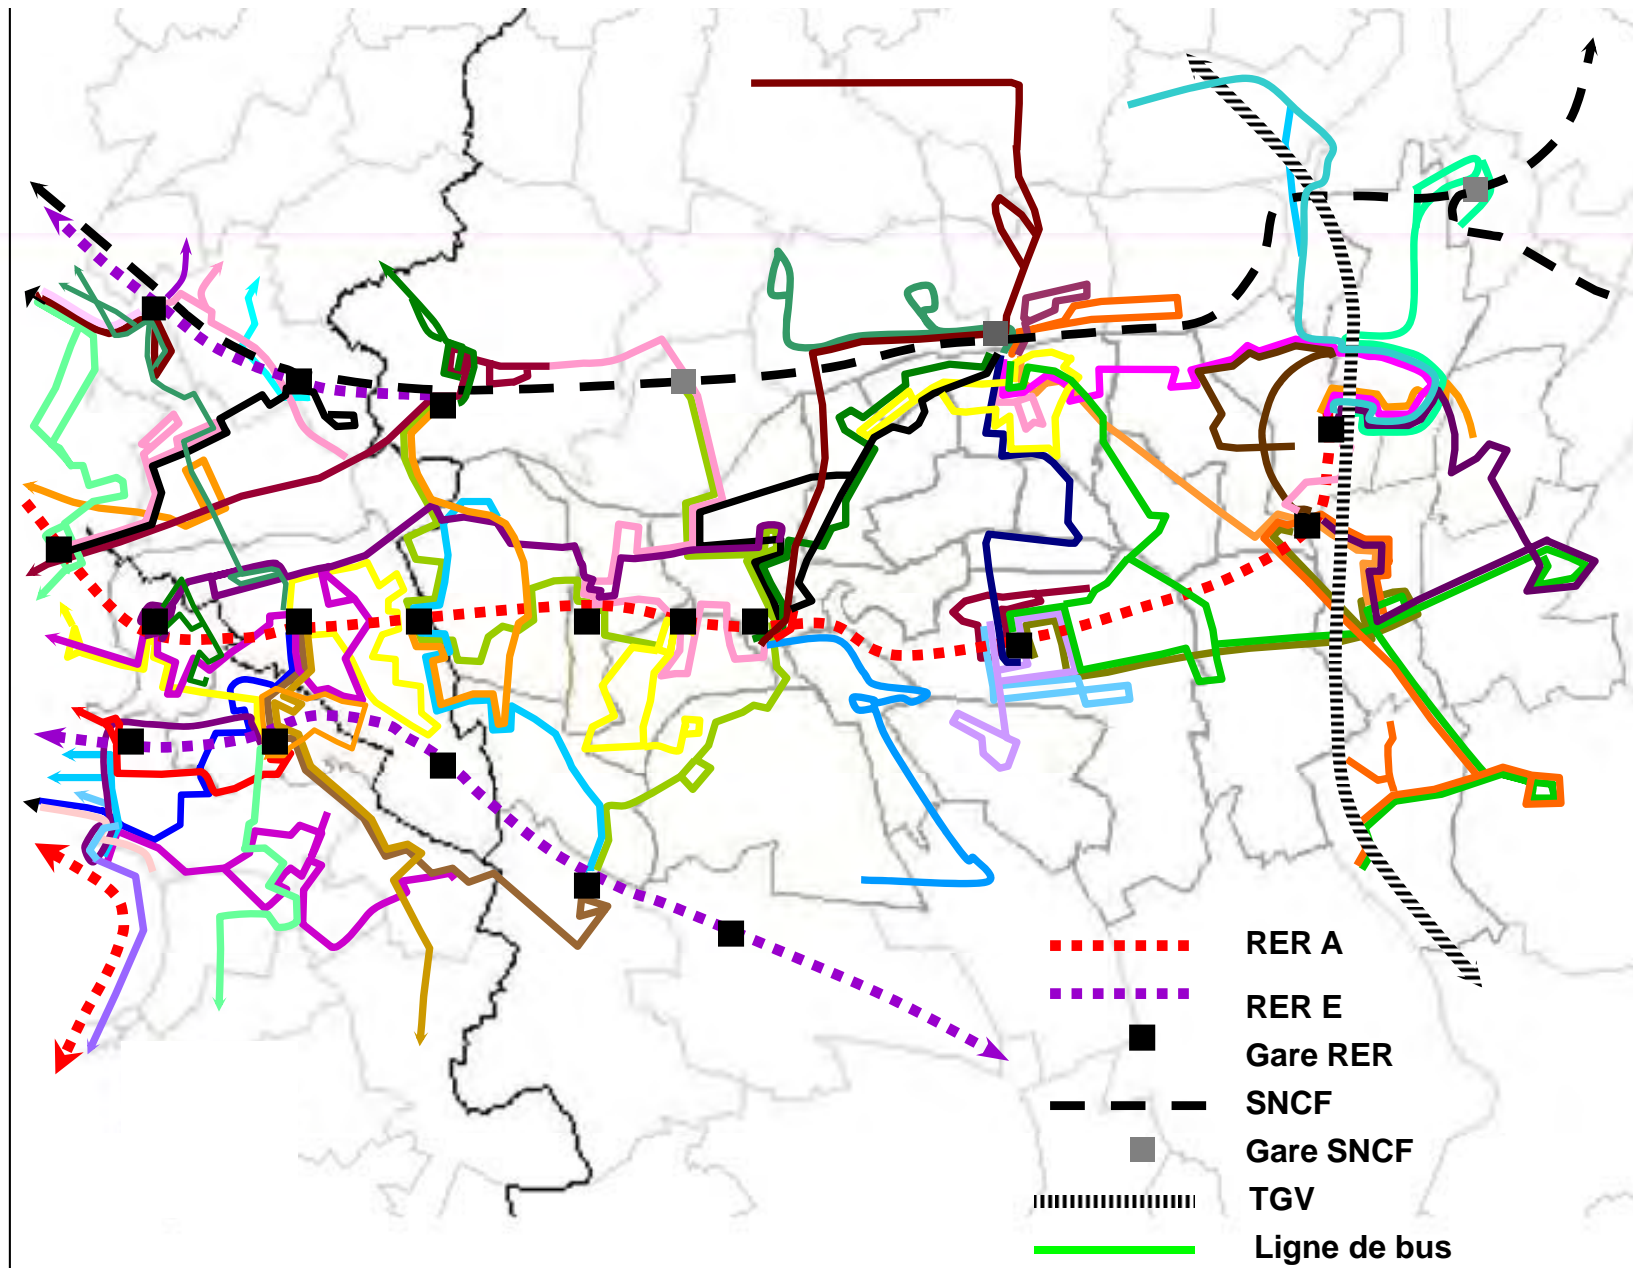 RER A
RER E
Gare RER
SNCF
Gare SNCF
TGV
Ligne de bus